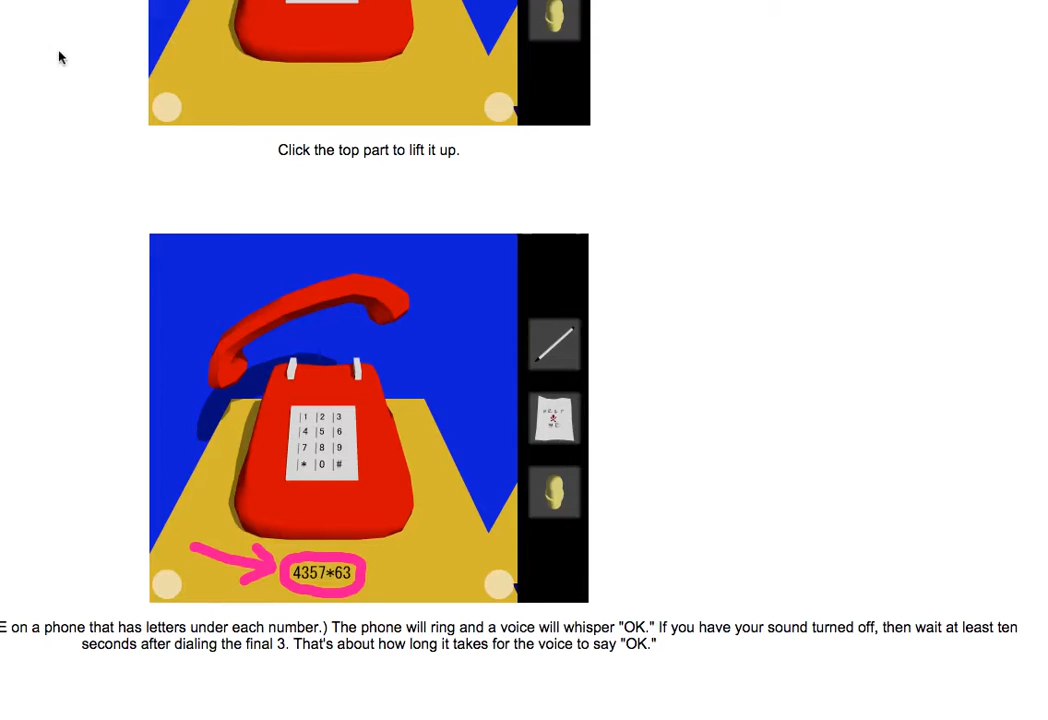 Click the top part to lift it up.
1 2 3
4 5 6
7 8 9
* 0 #
HELP
ME
4357*63
E on a phone that has letters under each number.) The phone will ring and a voice will whisper "OK." If you have your sound turned off, then wait at least ten
seconds after dialing the final 3. That's about how long it takes for the voice to say "OK."